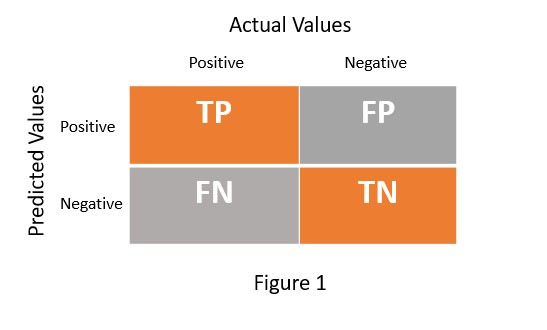 Actual Values
Positive Negative
Predicted Values
Positive TP FP
Negative FN TN
Figure 1